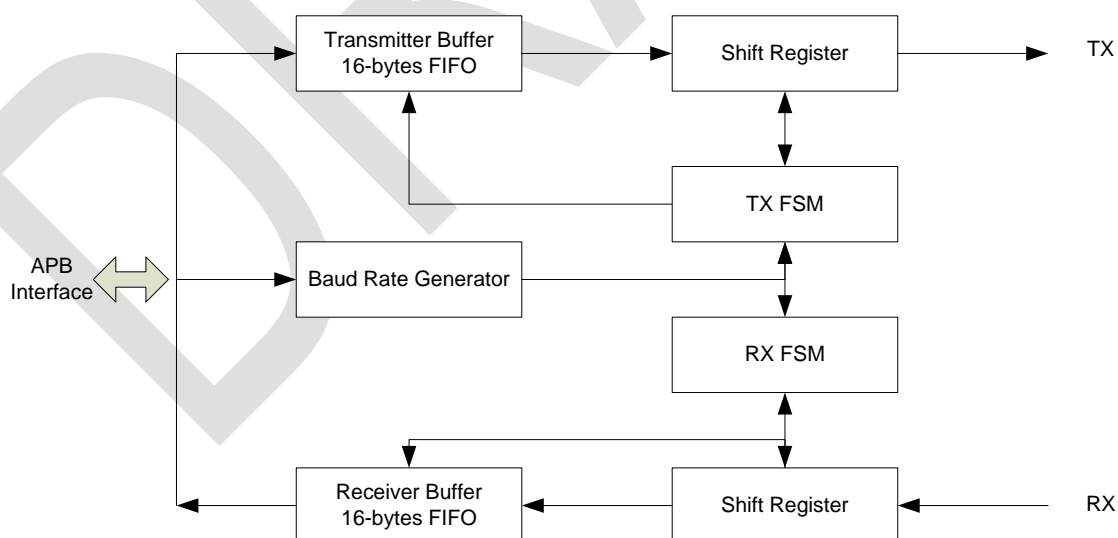 Transmitter Buffer
16-bytes FIFO
Shift Register
TX
TX FSM
APB
Interface
Baud Rate Generator
RX FSM
Receiver Buffer
16-bytes FIFO
Shift Register
RX